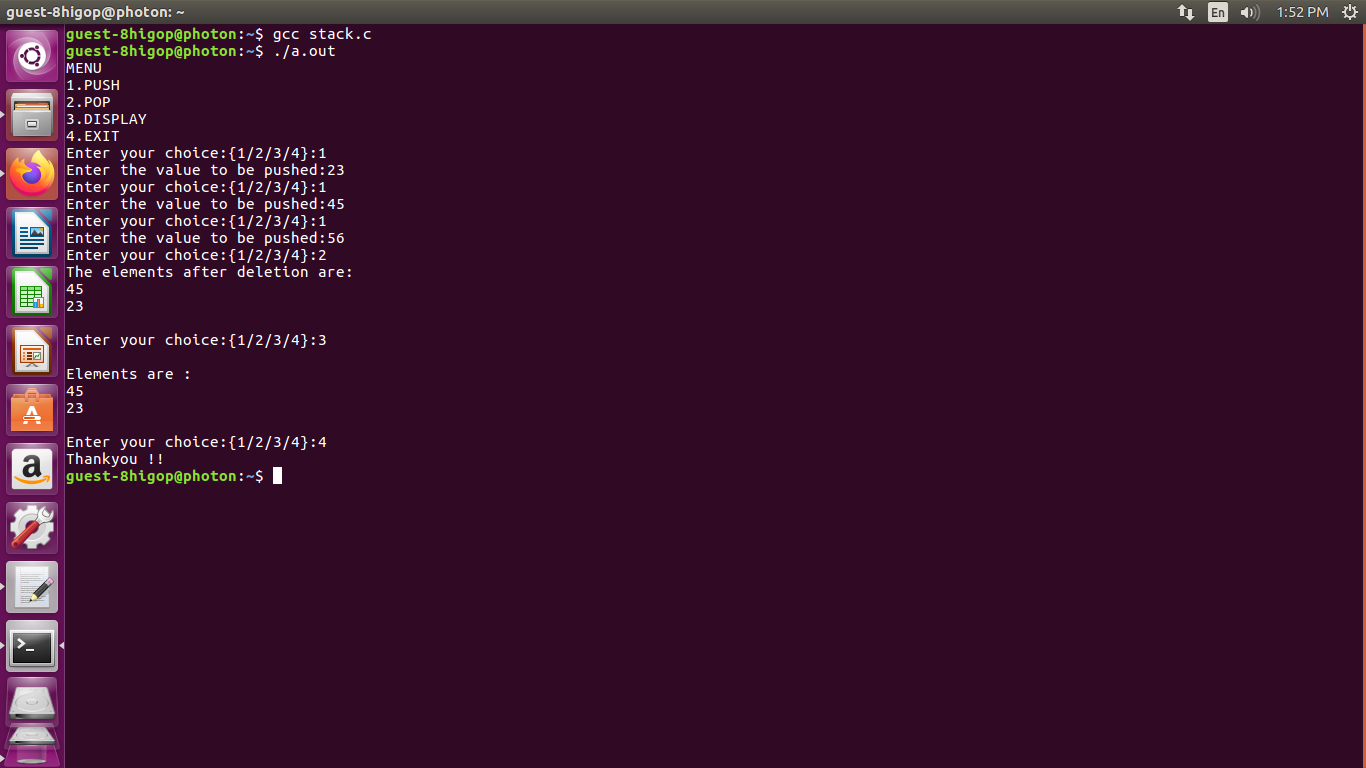 guest-8higop@photon: ~
En
1:52 PM
guest-8higop@photon:~$ gcc stack.c
guest-8higop@photon:~$ ./a.out
MENU
1.PUSH
2.POP
3.DISPLAY
4.EXIT
Enter your choice:{1/2/3/4}:1
Enter the value to be pushed:23
Enter your choice:{1/2/3/4}:1
Enter the value to be pushed:45
Enter your choice:{1/2/3/4}:1
Enter the value to be pushed:56
Enter your choice:{1/2/3/4}:2
The elements after deletion are:
45
23
Enter your choice:{1/2/3/4}:3
Elements are :
45
23
Enter your choice:{1/2/3/4}:4
Thankyou !!
guest-8higop@photon:~$